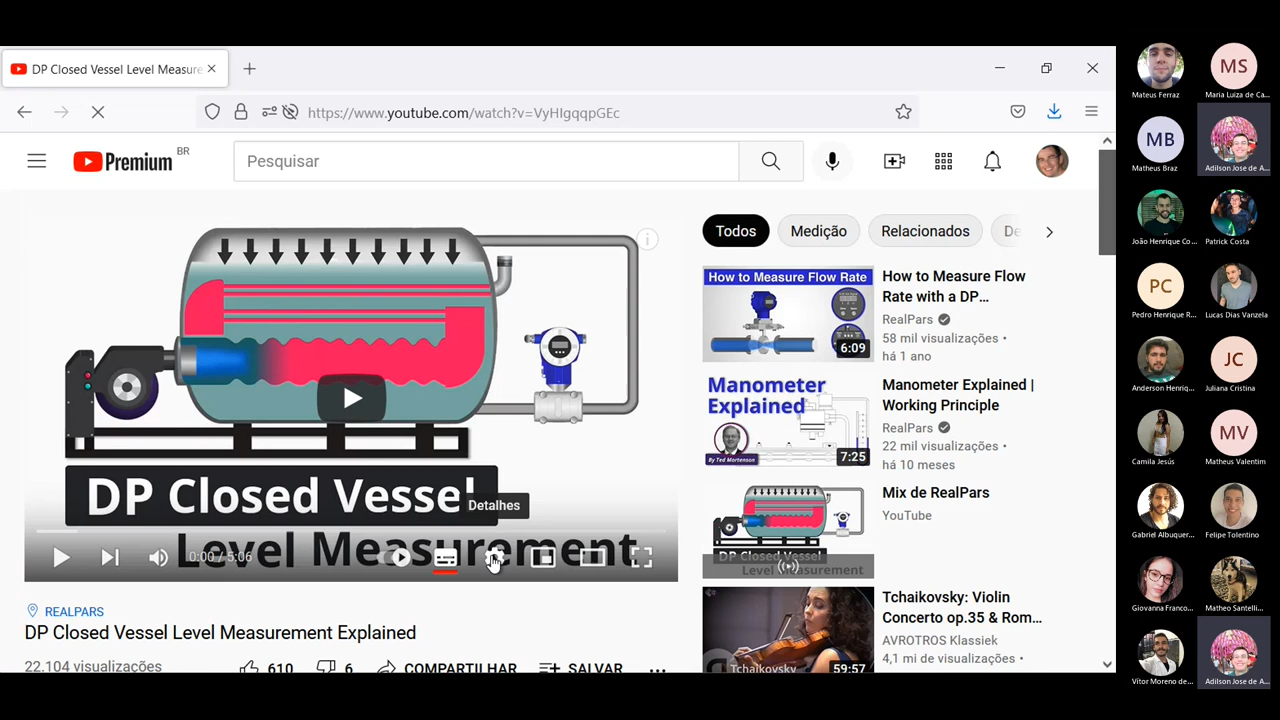 DP Closed Vessel Level Measure
https://www.youtube.com/watch?v=VyHIgqqpGEc
Premium BR
Pesquisar
DP Closed Vessel
Level Measurement
Detalhes
0:00 / 5:06
REALPARS
DP Closed Vessel Level Measurement Explained
22.104 visualizações
610
6
COMPARTILHAR
SALVAR
Todos
Medição
Relacionados
De
How to Measure Flow Rate
6:09
How to Measure Flow
Rate with a DP…
RealPars
58 mil visualizações •
há 1 ano
Manometer
Explained
By Ted Mortenson
7:25
Manometer Explained |
Working Principle
RealPars
22 mil visualizações •
há 10 meses
DP Closed Vessel
Level Measurement
Mix de RealPars
YouTube
Tchaikovsky
59:57
Tchaikovsky: Violin
Concerto op.35 & Rom…
AVROTROS Klassiek
4,1 mi de visualizações •
Mateus Ferraz
MS
Maria Luiza de Ca...
MB
Matheus Braz
Adilson Jose de A...
João Henrique Co...
Patrick Costa
PC
Pedro Henrique R...
Lucas Dias Vanzela
Anderson Henriq...
JC
Juliana Cristina
Camila Jesús
MV
Matheus Valentim
Gabriel Albuquer...
Felipe Tolentino
Giovanna Franco...
Matheo Santelli...
Vítor Moreno de...
Adilson Jose de A...